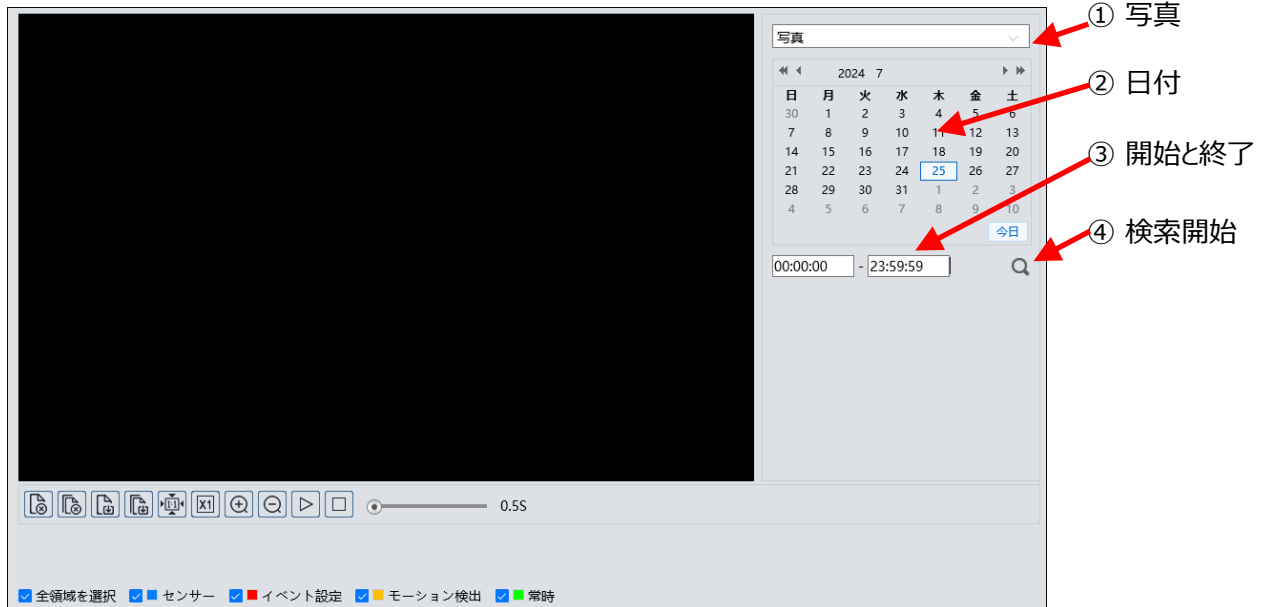 ① 写真
写真
② 日付
2024 7
日 月 火 水 木 金 土
30 1 2 3 4 5 6
7 8 9 10 11 12 13
14 15 16 17 18 19 20
21 22 23 24 25 26 27
28 29 30 31 1 2 3
4 5 6 7 8 9 10
今日
③ 開始と終了
00:00:00 - 23:59:59
④ 検索開始
1:1 X1 0.5S
全領域を選択 センサー イベント設定 モーション検出 常時